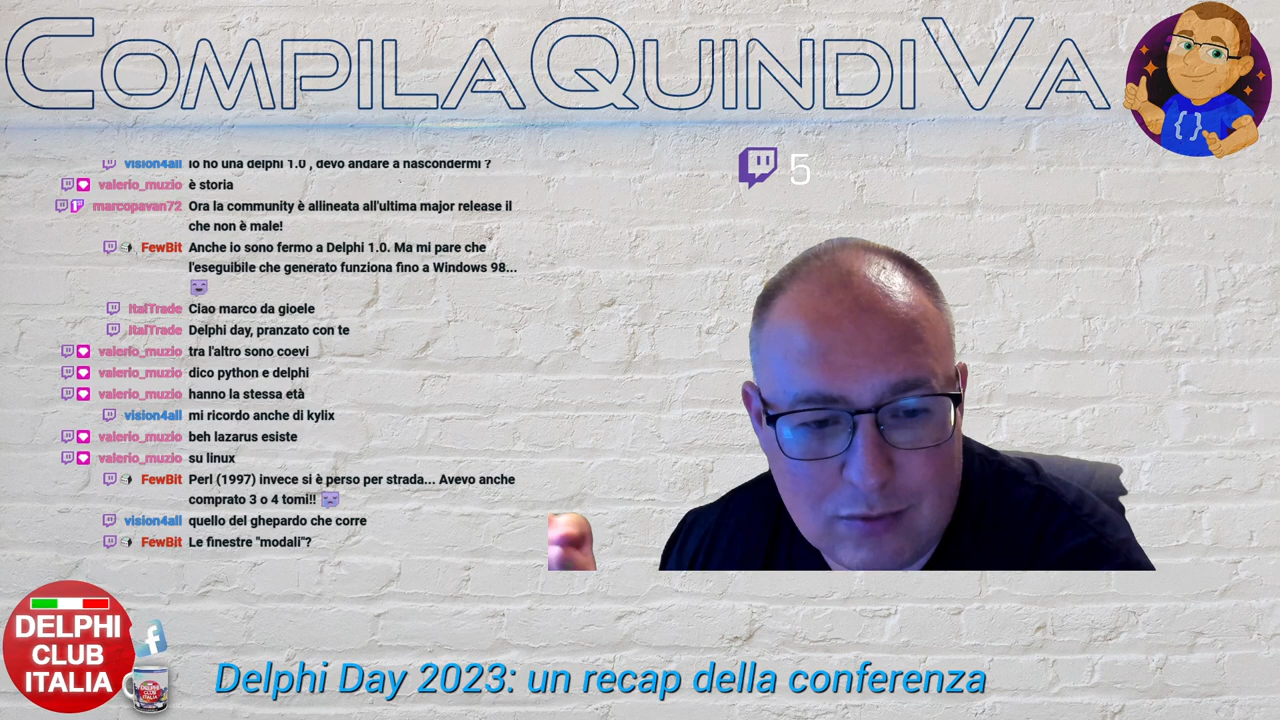 COMPILAQUINDIVA
5
vision4all Io ho una delphi 1.0 , devo andare a nascondermi ?
valerio_muzio è storia
marcopavan72 Ora la community è allineata all'ultima major release il
che non è male!
FewBit Anche io sono fermo a Delphi 1.0. Ma mi pare che
l'eseguibile che generato funziona fino a Windows 98...
ItalTrade Ciao marco da gioele
ItalTrade Delphi day, pranzato con te
valerio_muzio tra l'altro sono coevi
valerio_muzio dico python e delphi
valerio_muzio hanno la stessa età
vision4all mi ricordo anche di kylix
valerio_muzio beh lazarus esiste
valerio_muzio su linux
FewBit Perl (1997) invece si è perso per strada... Avevo anche
comprato 3 o 4 tomi!!
vision4all quello del ghepardo che corre
FewBit Le finestre "modali"?
DELPHI
CLUB
ITALIA
DELPHI
CLUB
ITALIA
Delphi Day 2023: un recap della conferenza